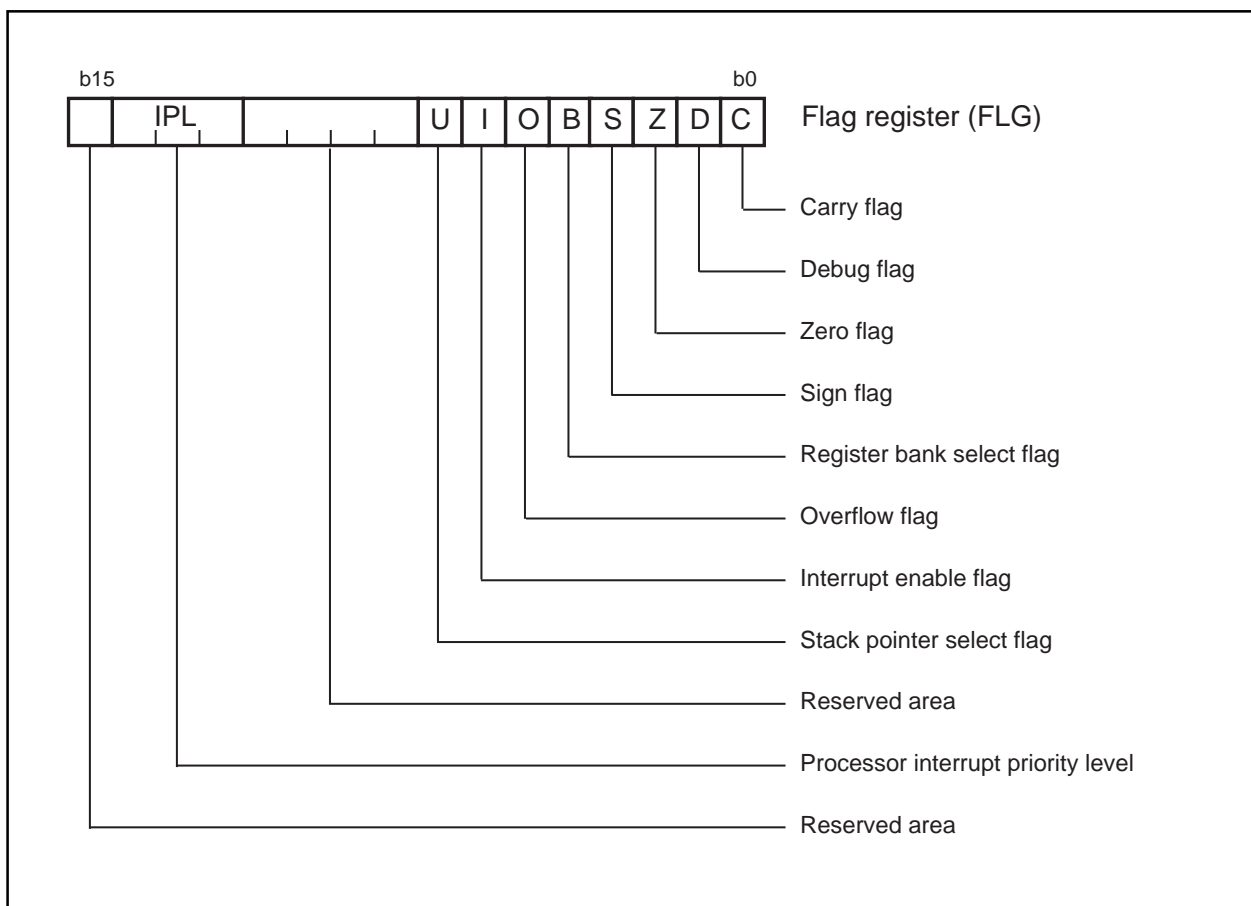 b15 b0
IPL U I O B S Z D C Flag register (FLG)
Carry flag
Debug flag
Zero flag
Sign flag
Register bank select flag
Overflow flag
Interrupt enable flag
Stack pointer select flag
Reserved area
Processor interrupt priority level
Reserved area